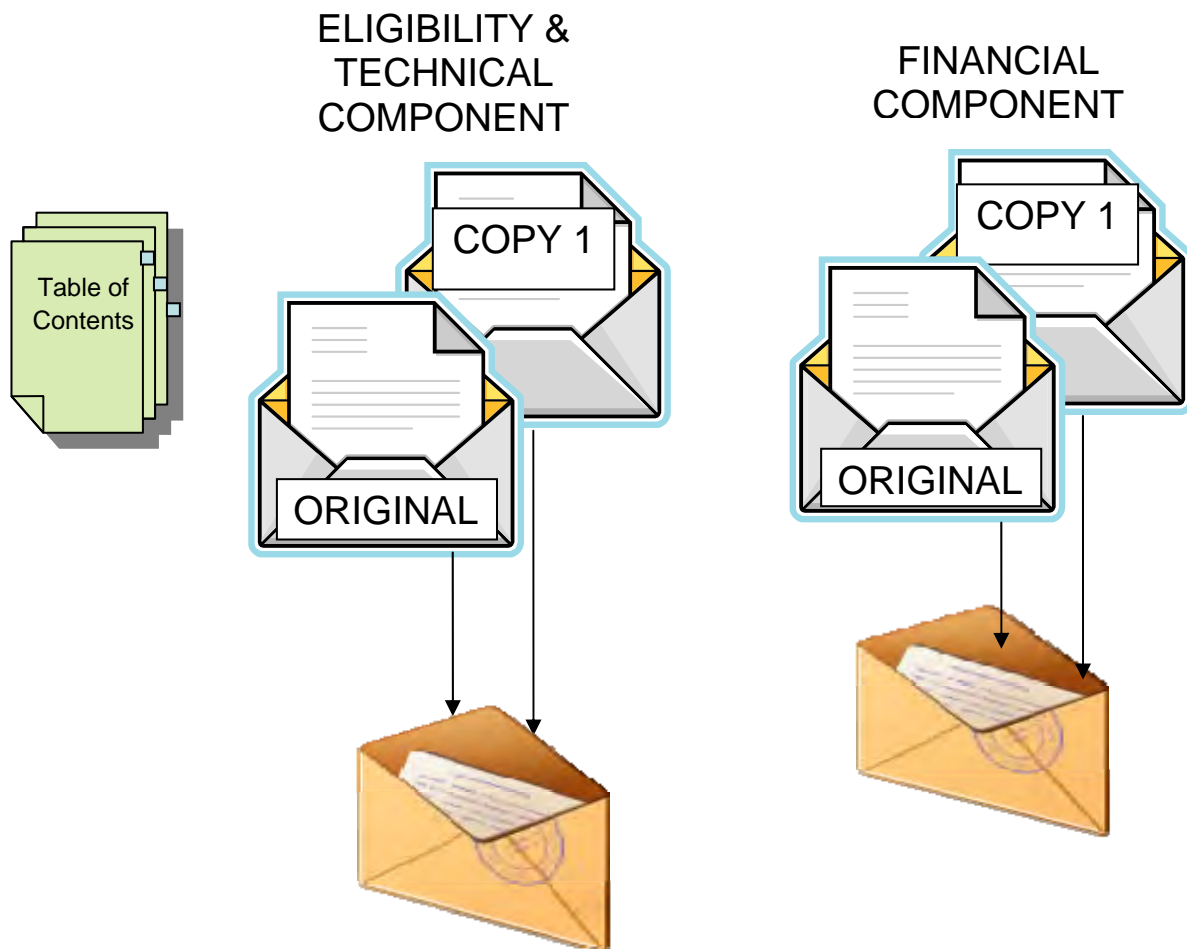 ELIGIBILITY &
TECHNICAL
COMPONENT
FINANCIAL
COMPONENT
COPY 1
COPY 1
Table of
Contents
ORIGINAL
ORIGINAL